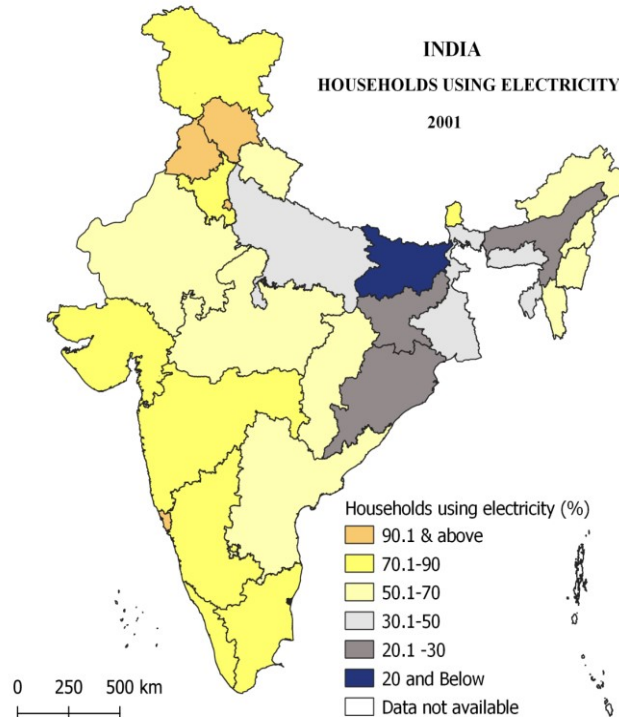 INDIA
HOUSEHOLDS USING ELECTRICITY
2001
Households using electricity (%)
90.1 & above
70.1-90
50.1-70
30.1-50
20.1 -30
20 and Below
Data not available
0 250 500 km